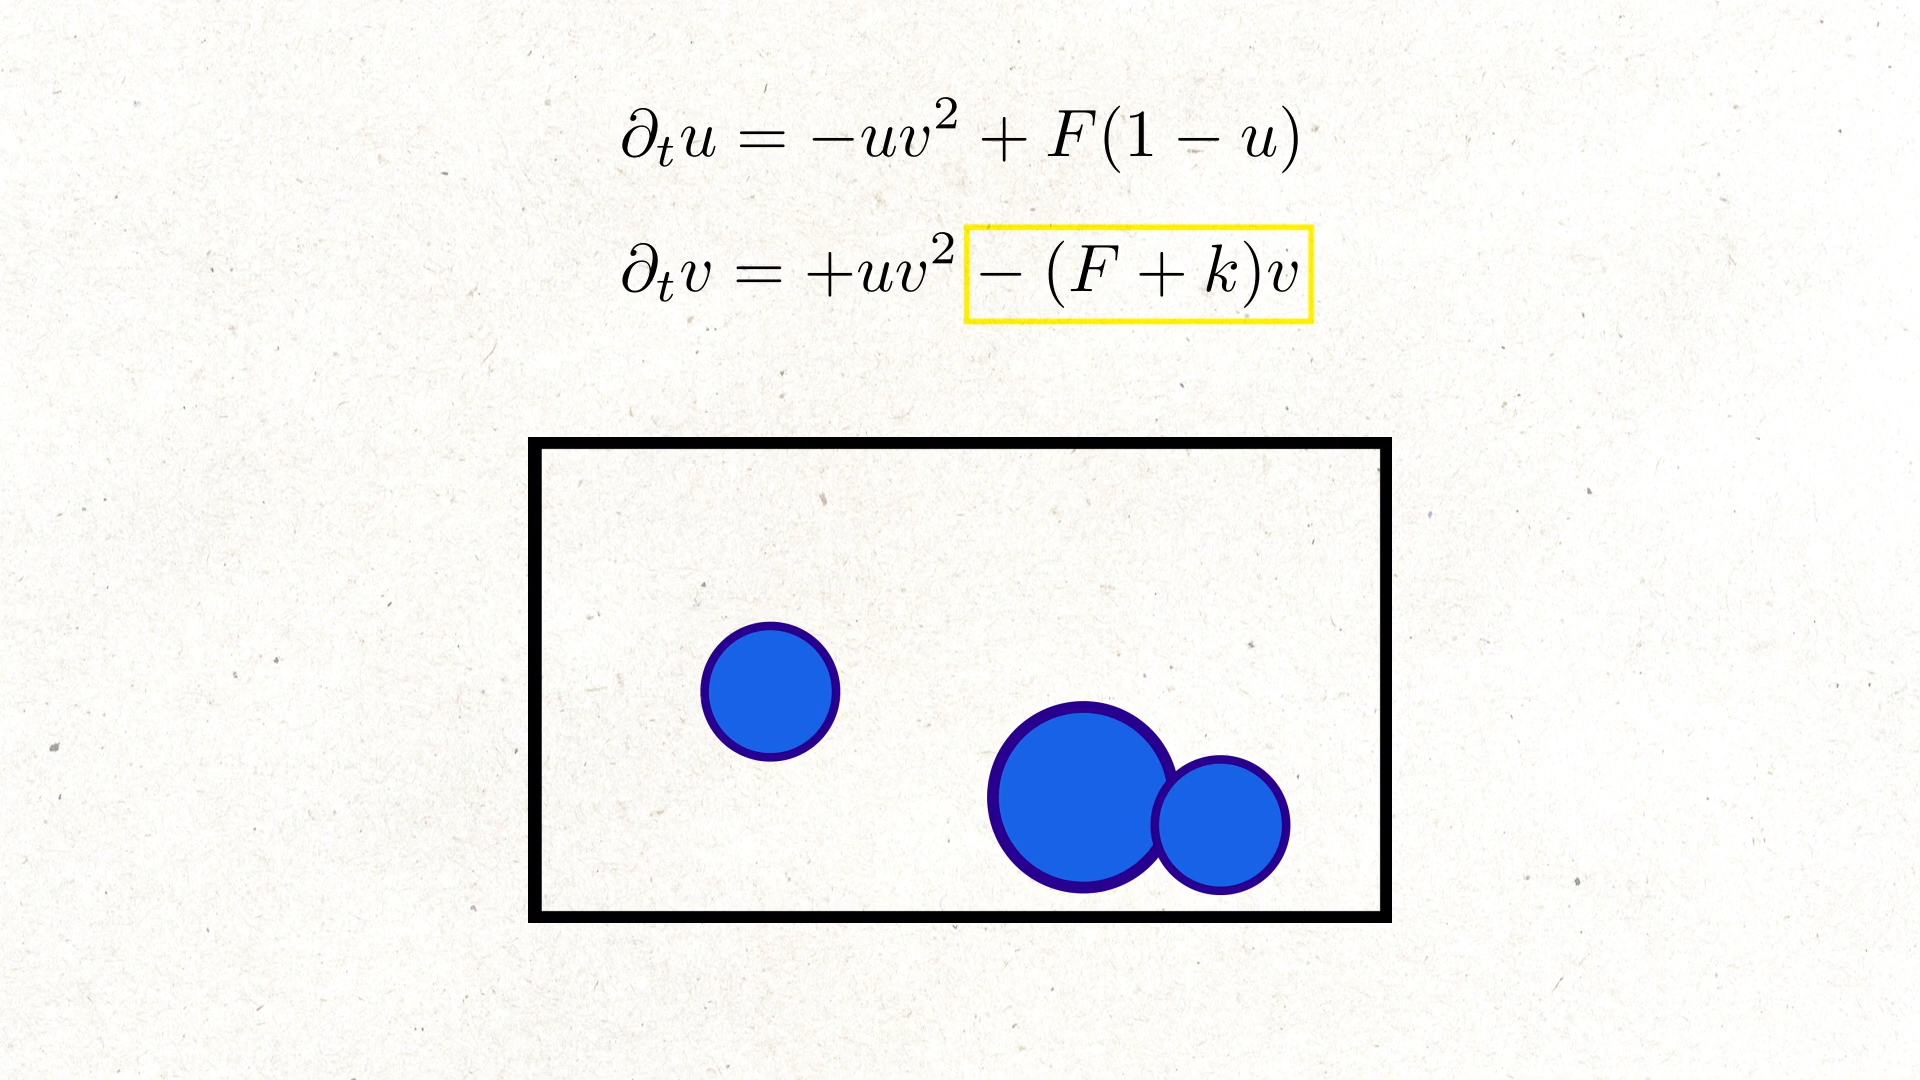 ∂ₜu = −uv² + F(1 − u)
∂ₜv = +uv² − (F + k)v